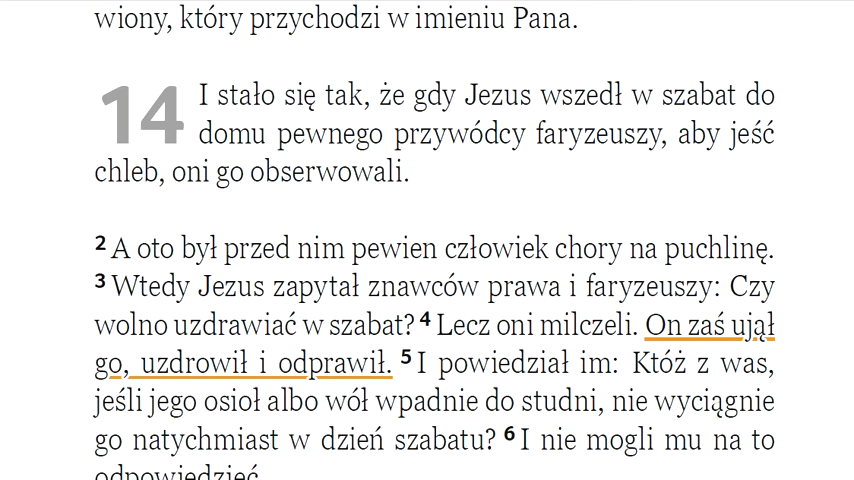 wiony, który przychodzi w imieniu Pana.
14 I stało się tak, że gdy Jezus wszedł w szabat do
domu pewnego przywódcy faryzeuszy, aby jeść
chleb, oni go obserwowali.
2 A oto był przed nim pewien człowiek chory na puchlinę.
3 Wtedy Jezus zapytał znawców prawa i faryzeuszy: Czy
wolno uzdrawiać w szabat? 4 Lecz oni milczeli. On zaś ujął
go, uzdrowił i odprawił. 5 I powiedział im: Któż z was,
jeśli jego osioł albo wół wpadnie do studni, nie wyciągnie
go natychmiast w dzień szabatu? 6 I nie mogli mu na to
odpowiedzieć